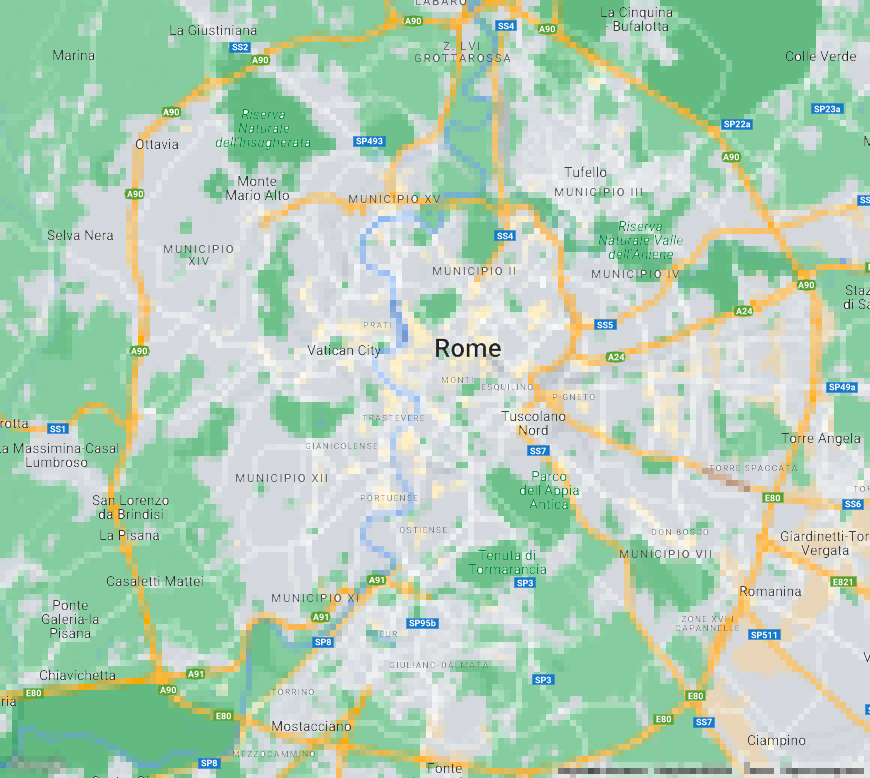 LABARO
La Cinquina
- Bufalotta
A90
SS4
A90
La Giustiniana
Z. LVI
GROTTAROSSA
SS2
A90
Marina
Colle Verde
A90
Riserva
Naturale
dell'Insugherata
SP493
SP22a
SP23a
Ottavia
A90
Tufello
Monte
Mario Alto
MUNICIPIO III
A90
MUNICIPIO XV
Selva Nera
SS4
Riserva
Naturale Valle
dell'Aniene
MUNICIPIO
XIV
MUNICIPIO II
MUNICIPIO IV
A90
A24
PRATI
SS5
A90
Vatican City
Rome
A24
MONTI
ESQUILINO
SP49a
PIGNETO
TRASTEVERE
Tuscolano
Nord
SS1
Torre Angela
GIANICOLENSE
SS7
La Massimina-Casal
Lumbroso
MUNICIPIO XII
TORRE SPACCATA
Parco
dell'Appia
Antica
PORTUENSE
E80
SS6
San Lorenzo
da Brindisi
OSTIENSE
DON BOSCO
La Pisana
Giardinetti-Tor
Vergata
Tenuta di
Tormarancia
MUNICIPIO VII
Casaletti Mattei
A91
SP3
E821
MUNICIPIO XI
Romanina
Ponte
Galeria-la
Pisana
A91
SP95b
ZONE XVIII
CAPANNELLE
SP8
EUR
SP511
GIULIANO-DALMATA
Chiavichetta
A91
SP3
E80
A90
TORRINO
E80
E80
E80
SS7
Mostacciano
Ciampino
MEZZOCAMMINO
SP8
Fonte